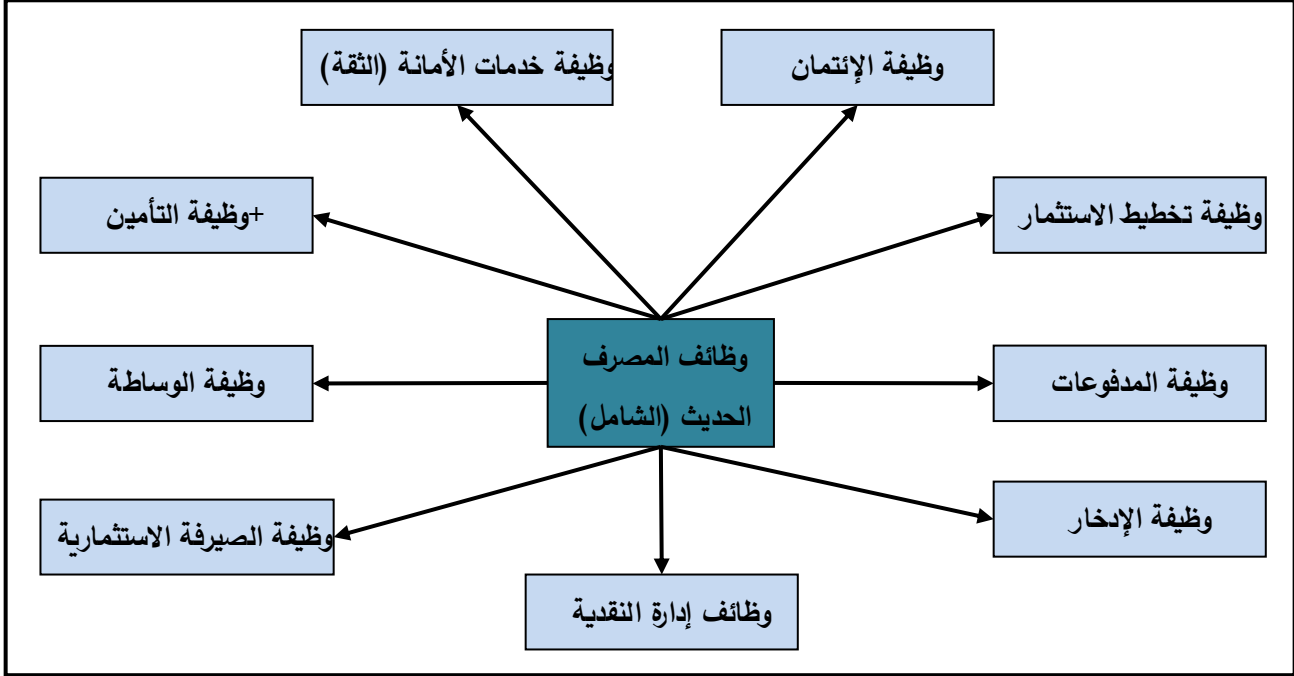 وظيفة الإئتمان
وظيفة خدمات الأمانة (الثقة)
وظيفة تخطيط الاستثمار
+وظيفة التأمين
وظائف المصرف
الحديث (الشامل)
وظيفة المدفوعات
وظيفة الوساطة
وظيفة الإدخار
وظيفة الصيرفة الاستثمارية
وظائف إدارة النقدية